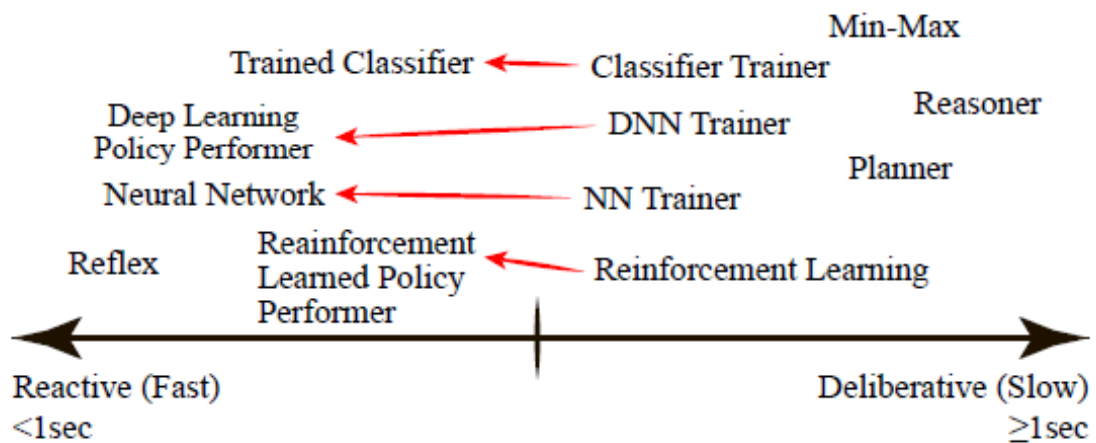 Min-Max
Trained Classifier
Classifier Trainer
Reasoner
Deep Learning
Policy Performer
DNN Trainer
Planner
Neural Network
NN Trainer
Reflex
Reainforcement
Learned Policy
Performer
Reinforcement Learning
Reactive (Fast)
<1sec
Deliberative (Slow)
≥1sec